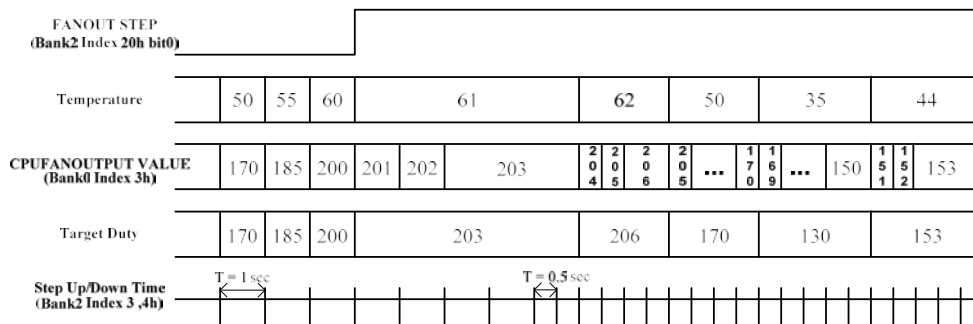 FANOUT STEP
(Bank2 Index 20h bit0)
Temperature 50 55 60 61 62 50 35 44
CPUFANOUTPUT VALUE
(Bank0 Index 3h)
170 185 200 201 202 203 204 205 206 205 ... 170 169 ... 150 151 152 153
Target Duty 170 185 200 203 206 170 130 153
T = 1 sec T = 0.5 sec
Step Up/Down Time
(Bank2 Index 3 ,4h)